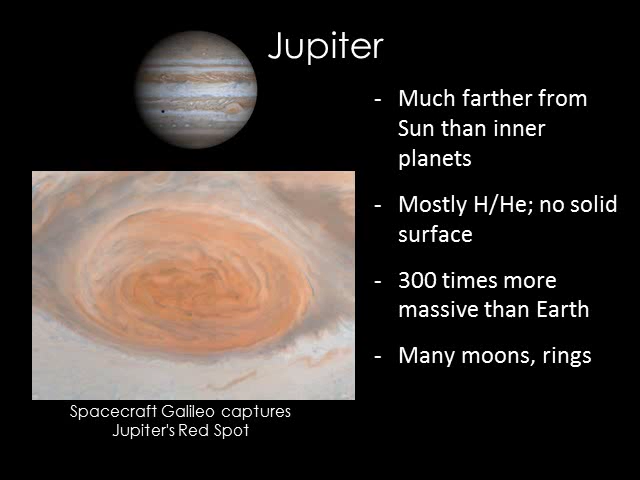 Jupiter
- Much farther from
Sun than inner
planets
- Mostly H/He; no solid
surface
- 300 times more
massive than Earth
- Many moons, rings
Spacecraft Galileo captures
Jupiter's Red Spot